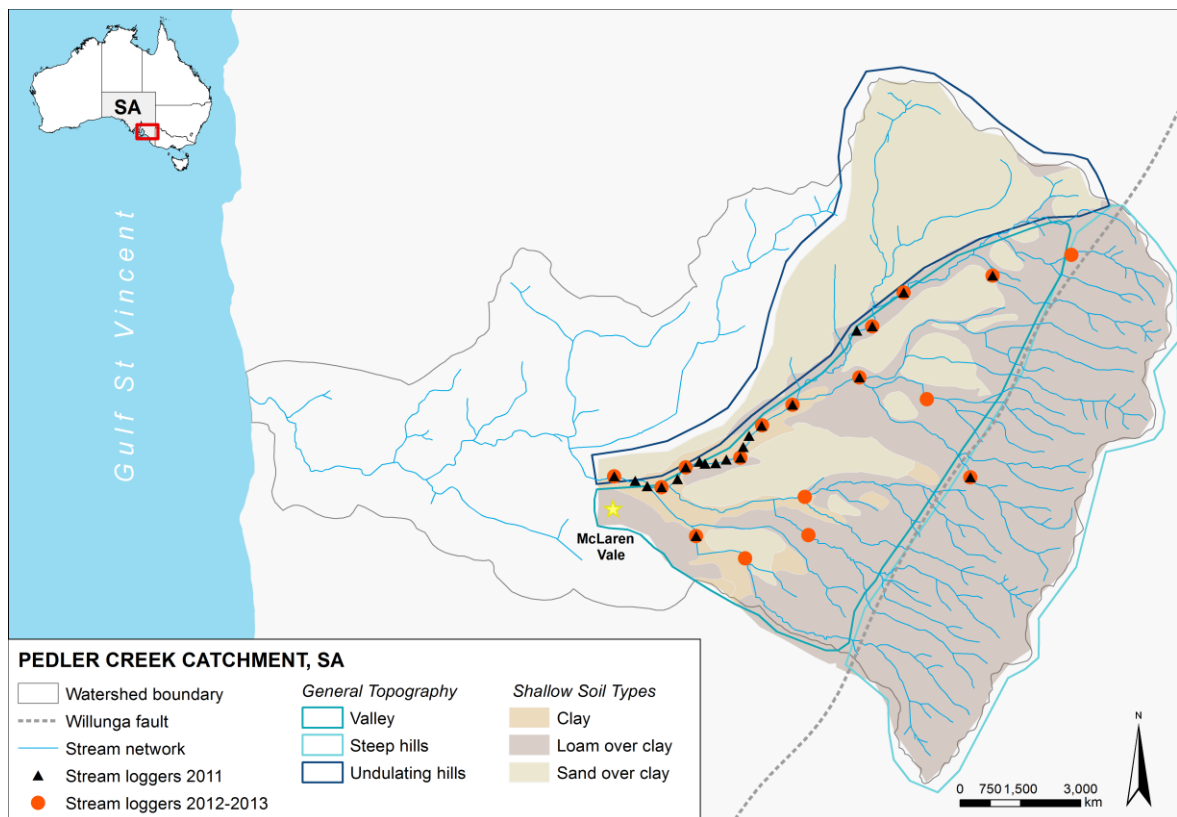 SA
Gulf St Vincent
McLaren
Vale
PEDLER CREEK CATCHMENT, SA
Watershed boundary
Willunga fault
Stream network
Stream loggers 2011
Stream loggers 2012-2013
General Topography
Valley
Steep hills
Undulating hills
Shallow Soil Types
Clay
Loam over clay
Sand over clay
N
0 750 1,500 3,000
km